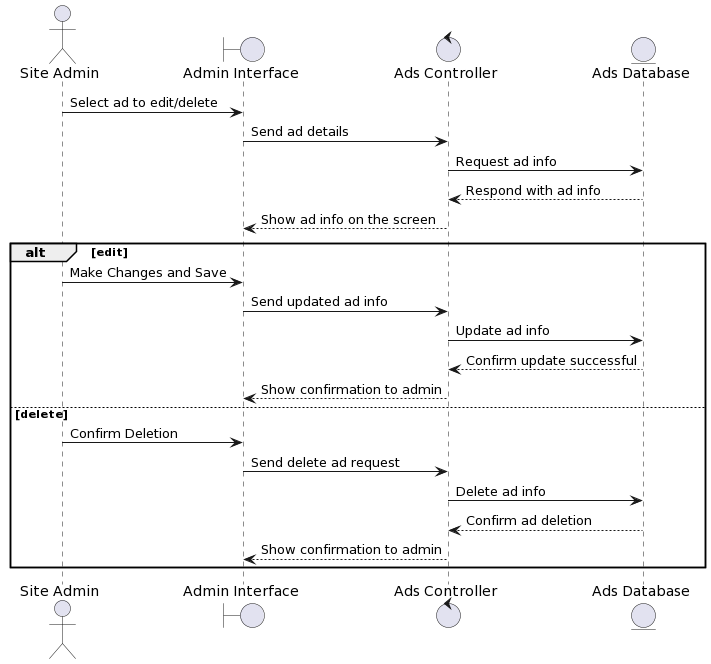 Site Admin
Admin Interface
Ads Controller
Ads Database
Select ad to edit/delete
Send ad details
Request ad info
Respond with ad info
Show ad info on the screen
alt
[edit]
Make Changes and Save
Send updated ad info
Update ad info
Confirm update successful
Show confirmation to admin
[delete]
Confirm Deletion
Send delete ad request
Delete ad info
Confirm ad deletion
Show confirmation to admin
Site Admin
Admin Interface
Ads Controller
Ads Database